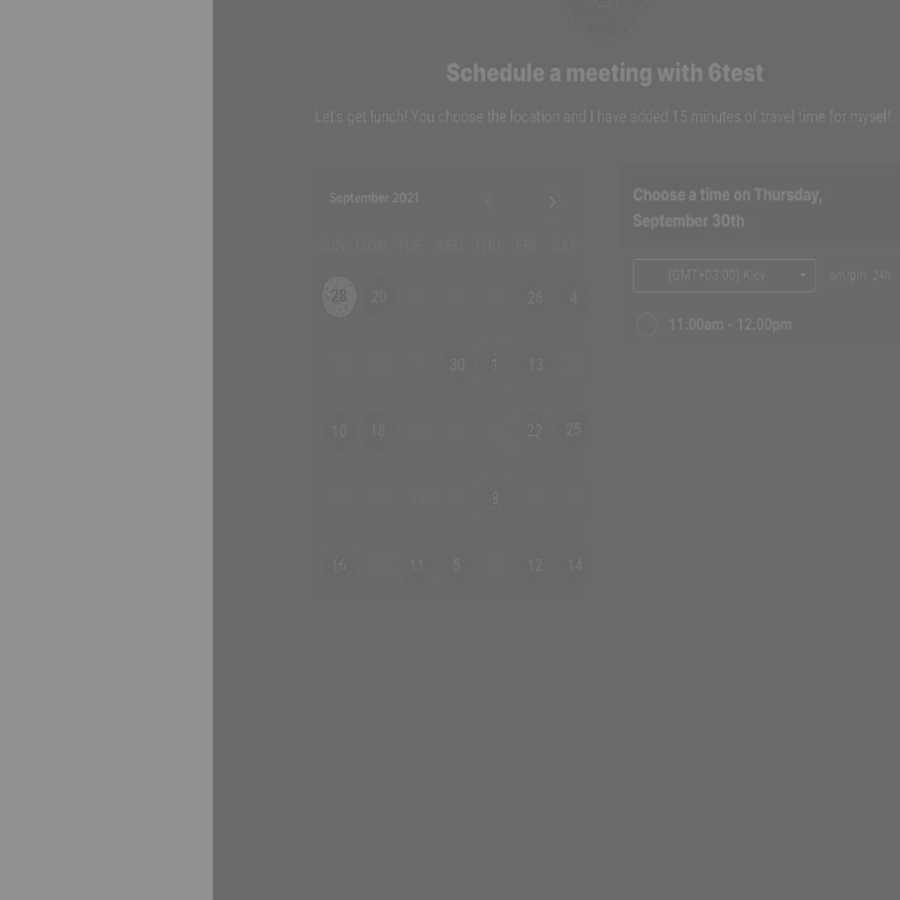 Schedule a meeting with 6test
Let's get lunch! You choose the location and I have added 15 minutes of travel time for myself.
September 2021
SUN MON TUE WED THU FRI SAT
28 20 26 4
30 1 13
10 18 22 25
19 8
16 11 5 12 14
Choose a time on Thursday,
September 30th
(GMT+03:00) Kiev am/pm 24h
11:00am - 12:00pm